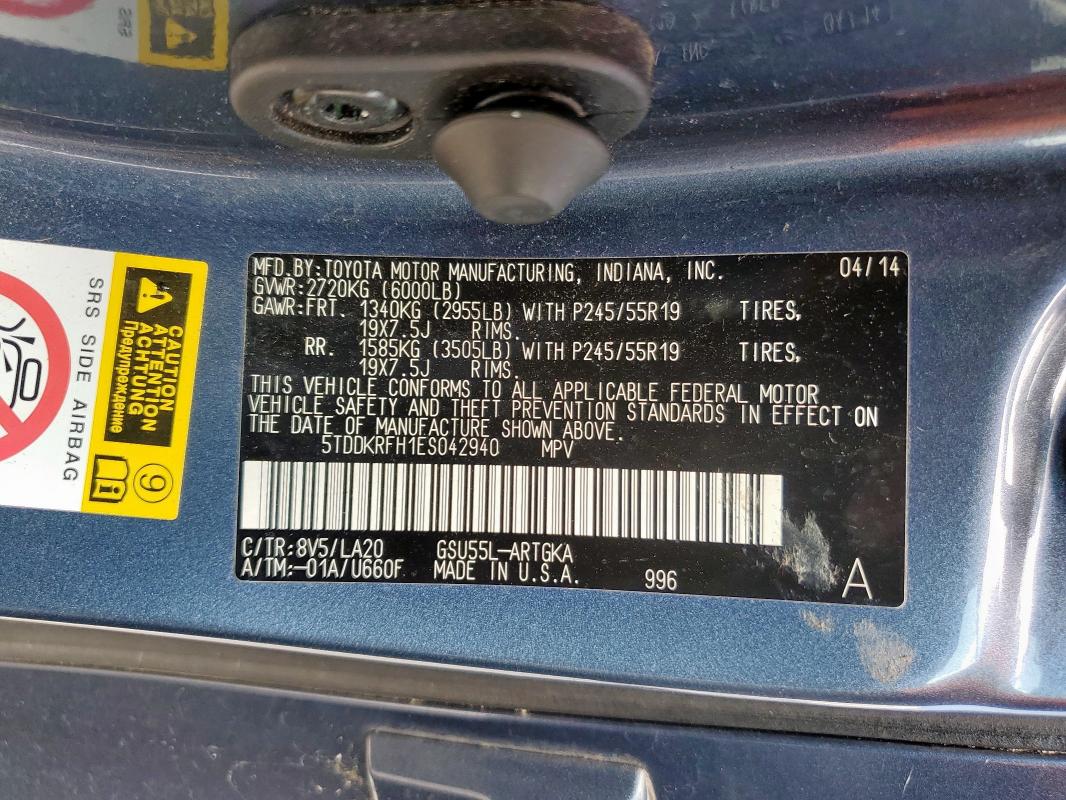 SRS SIDE AIRBAG
CAUTION
ATTENTION
ACHTUNG
Предупреждение
9
MFD.BY:TOYOTA MOTOR MANUFACTURING, INDIANA, INC. 04/14
GVWR:2720KG (6000LB)
GAWR:FRT. 1340KG (2955LB) WITH P245/55R19 TIRES,
19X7.5J RIMS.
RR. 1585KG (3505LB) WITH P245/55R19 TIRES,
19X7.5J RIMS.
THIS VEHICLE CONFORMS TO ALL APPLICABLE FEDERAL MOTOR
VEHICLE SAFETY AND THEFT PREVENTION STANDARDS IN EFFECT ON
THE DATE OF MANUFACTURE SHOWN ABOVE.
5TDDKRFH1ES042940 MPV
C/TR:8V5/LA20 GSU55L-ARTGKA
A/TM:-01A/U660F MADE IN U.S.A. 996 A